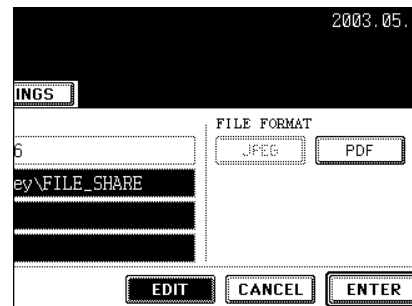 2003.05.
INGS
FILE FORMAT
6
JPEG PDF
ey\FILE_SHARE
EDIT CANCEL ENTER